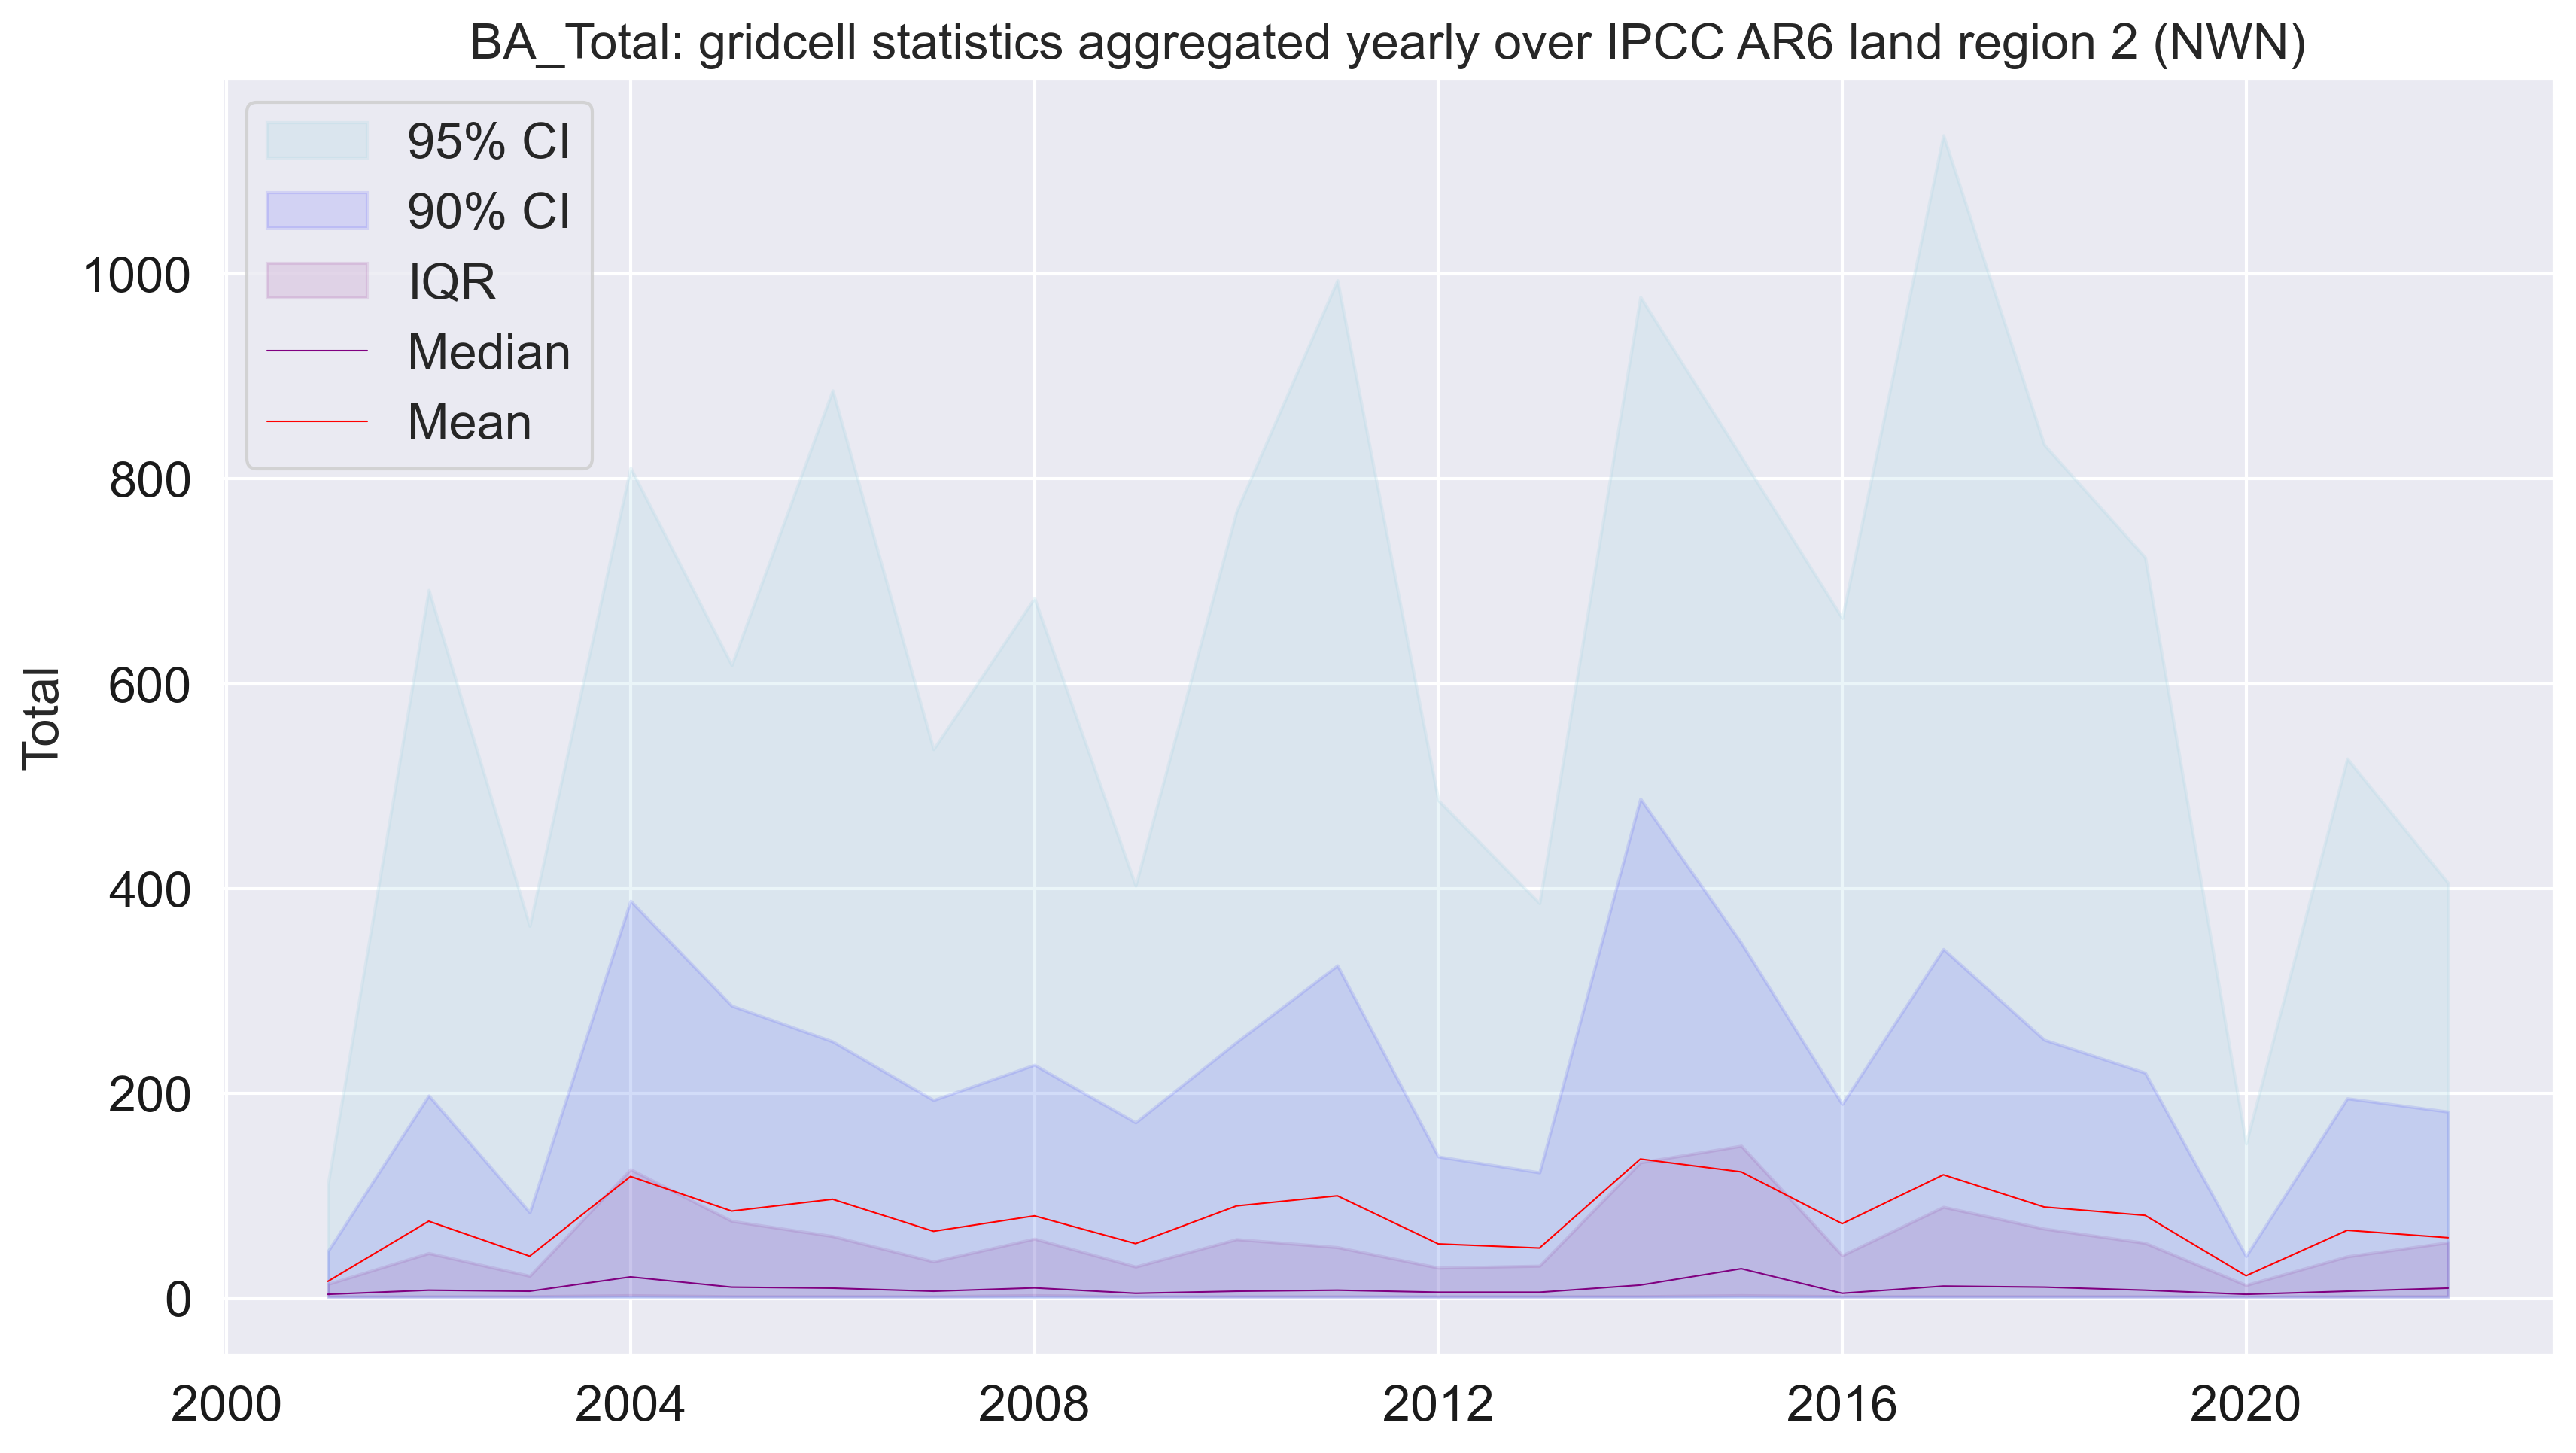 BA_Total: gridcell statistics aggregated yearly over IPCC AR6 land region 2 (NWN)
95% CI
90% CI
IQR
Median
Mean
Total
1000
800
600
400
200
0
2000 2004 2008 2012 2016 2020